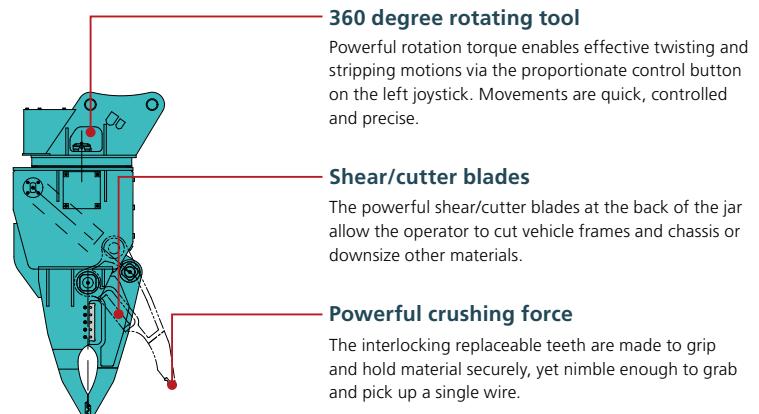 360 degree rotating tool
Powerful rotation torque enables effective twisting and
stripping motions via the proportionate control button
on the left joystick. Movements are quick, controlled
and precise.
Shear/cutter blades
The powerful shear/cutter blades at the back of the jar
allow the operator to cut vehicle frames and chassis or
downsize other materials.
Powerful crushing force
The interlocking replaceable teeth are made to grip
and hold material securely, yet nimble enough to grab
and pick up a single wire.